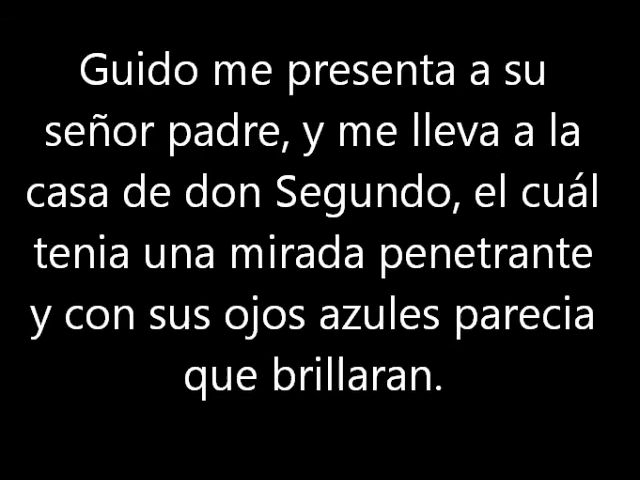 Guido me presenta a su
señor padre, y me lleva a la
casa de don Segundo, el cuál
tenia una mirada penetrante
y con sus ojos azules parecia
que brillaran.